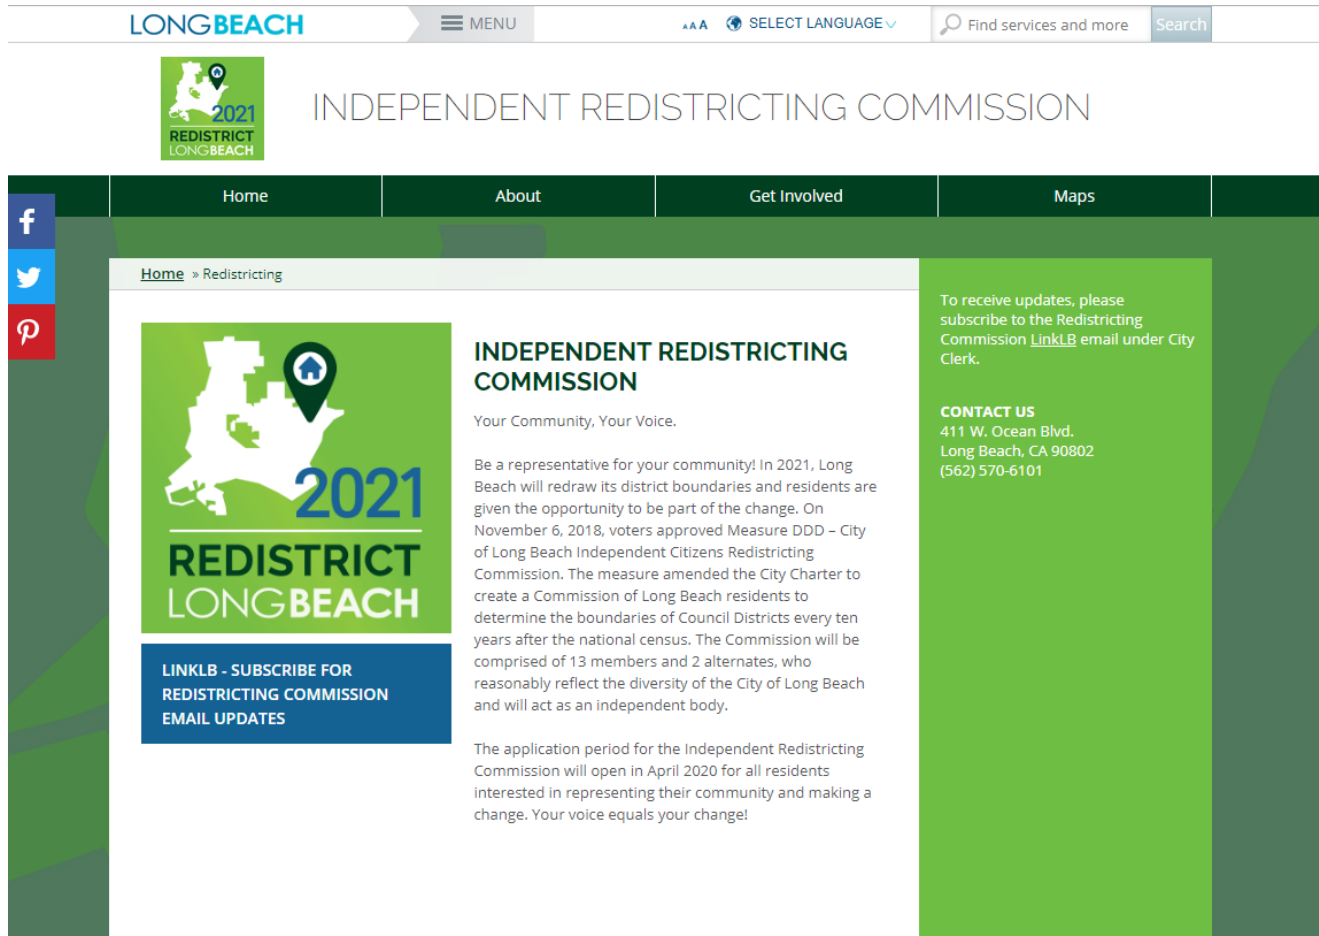 LONGBEACH
MENU
AAA
SELECT LANGUAGE
Find services and more
Search
2021
REDISTRICT
LONGBEACH
INDEPENDENT REDISTRICTING COMMISSION
Home
About
Get Involved
Maps
f
Home » Redistricting
2021
REDISTRICT
LONGBEACH
LINKLB - SUBSCRIBE FOR
REDISTRICTING COMMISSION
EMAIL UPDATES
INDEPENDENT REDISTRICTING
COMMISSION
Your Community, Your Voice.
Be a representative for your community! In 2021, Long
Beach will redraw its district boundaries and residents are
given the opportunity to be part of the change. On
November 6, 2018, voters approved Measure DDD – City
of Long Beach Independent Citizens Redistricting
Commission. The measure amended the City Charter to
create a Commission of Long Beach residents to
determine the boundaries of Council Districts every ten
years after the national census. The Commission will be
comprised of 13 members and 2 alternates, who
reasonably reflect the diversity of the City of Long Beach
and will act as an independent body.
The application period for the Independent Redistricting
Commission will open in April 2020 for all residents
interested in representing their community and making a
change. Your voice equals your change!
To receive updates, please
subscribe to the Redistricting
Commission LinkLB email under City
Clerk.
CONTACT US
411 W. Ocean Blvd.
Long Beach, CA 90802
(562) 570-6101